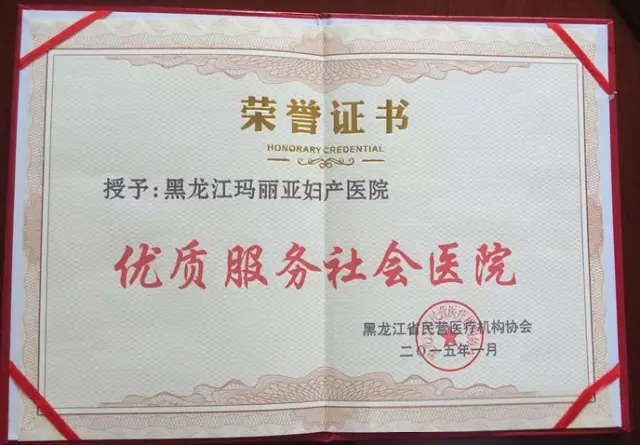 荣誉证书
HONORARY CREDENTIAL
授予：黑龙江玛丽亚妇产医院
优质服务社会医院
黑龙江省民营医疗机构协会
二〇一五年一月